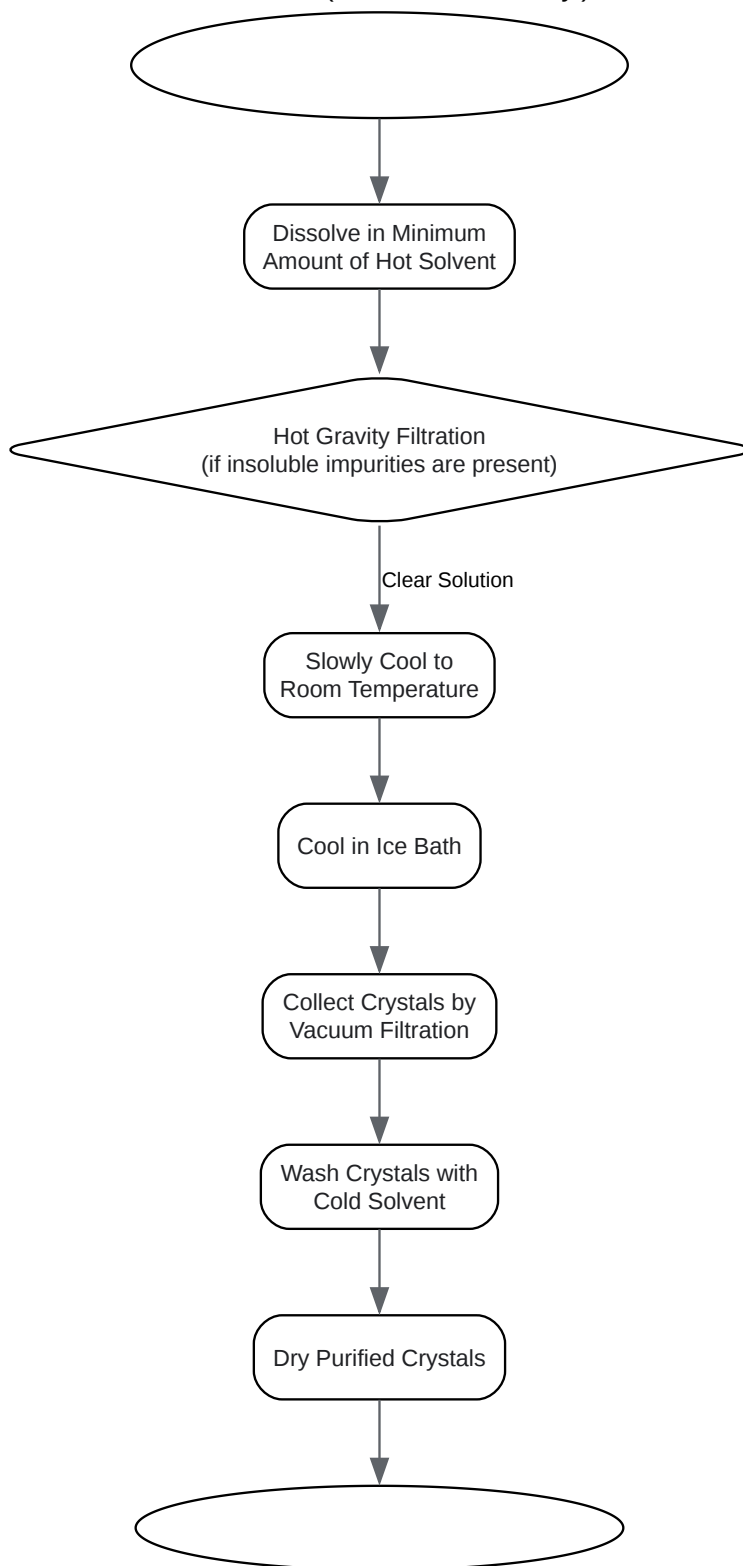 Dissolve in Minimum
Amount of Hot Solvent
Hot Gravity Filtration
(if insoluble impurities are present)
Clear Solution
Slowly Cool to
Room Temperature
Cool in Ice Bath
Collect Crystals by
Vacuum Filtration
Wash Crystals with
Cold Solvent
Dry Purified Crystals